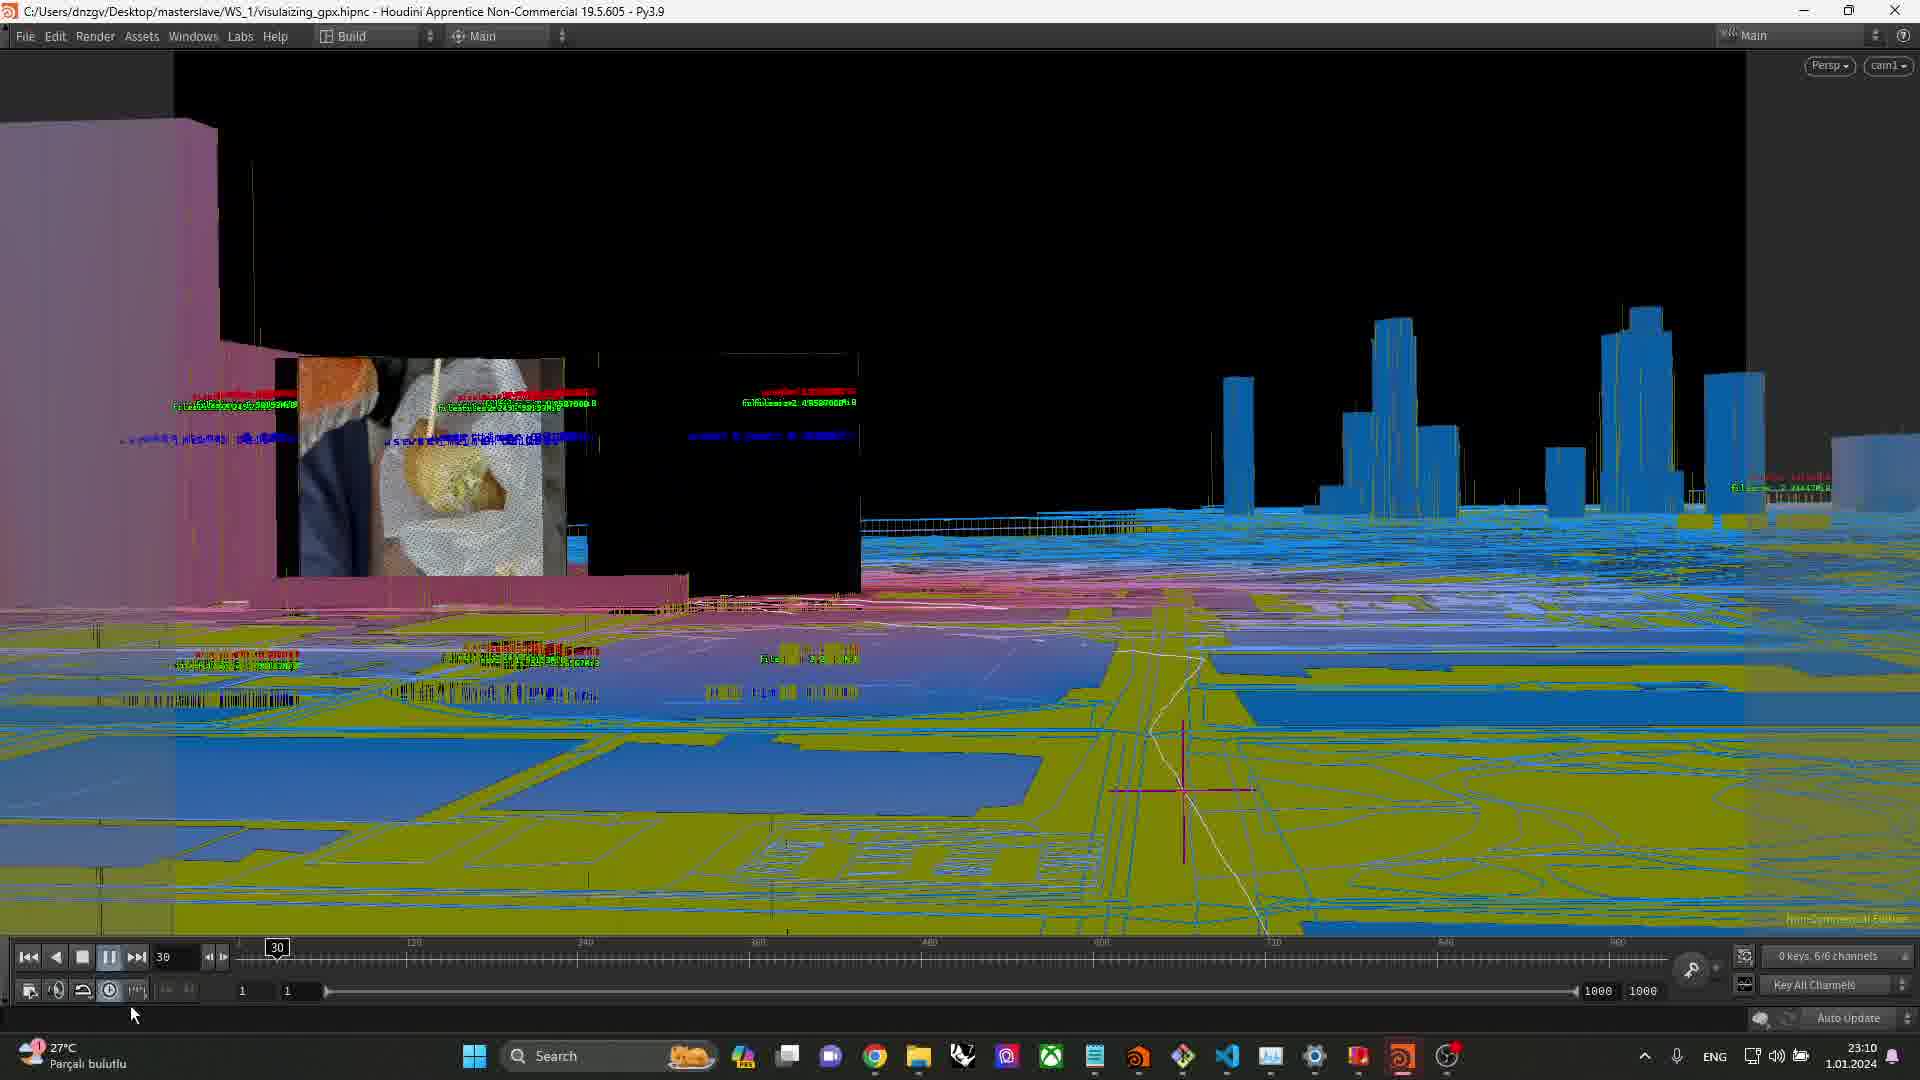 C:/Users/dnzgv/Desktop/masterslave/WS_1/visulaizing_gpx.hipnc - Houdini Apprentice Non-Commercial 19.5.605 - Py3.9
File Edit Render Assets Windows Labs Help Build Main Main
Persp cam1
Non-Commercial Edition
30 30 120 240 360 480 600 720 840 960
0 keys, 6/6 channels
1 1 1000 1000 Key All Channels
Auto Update
27°C
Parçalı bulutlu
Search
ENG
23:10
1.01.2024